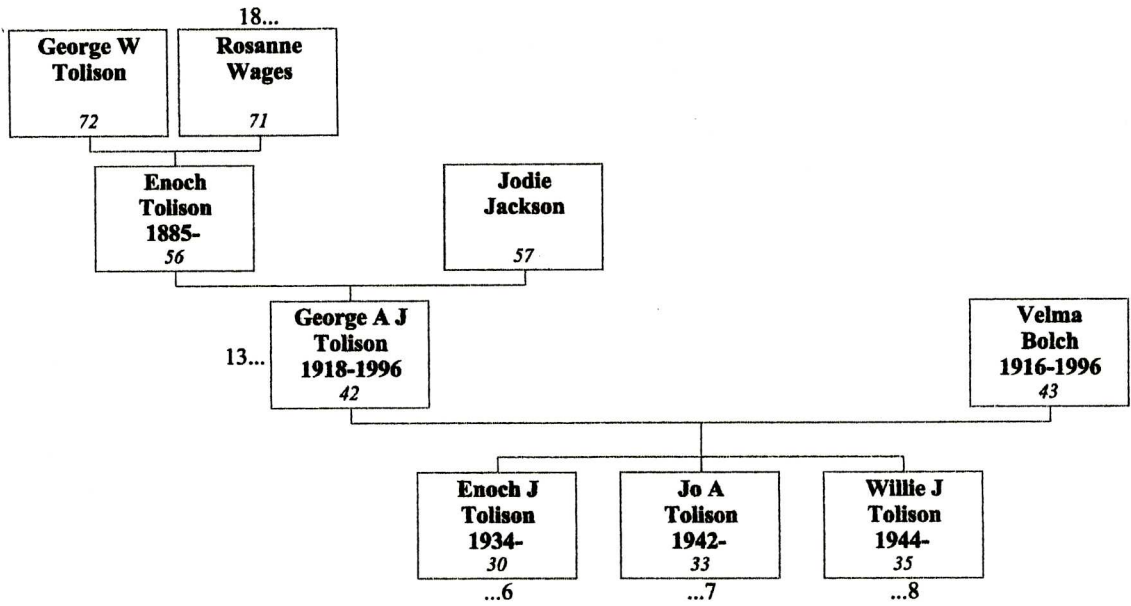 18...
George W
Tolison
72
Rosanne
Wages
71
Enoch
Tolison
1885-
56
Jodie
Jackson
57
13...
George A J
Tolison
1918-1996
42
Velma
Bolch
1916-1996
43
Enoch J
Tolison
1934-
30
...6
Jo A
Tolison
1942-
33
...7
Willie J
Tolison
1944-
35
...8